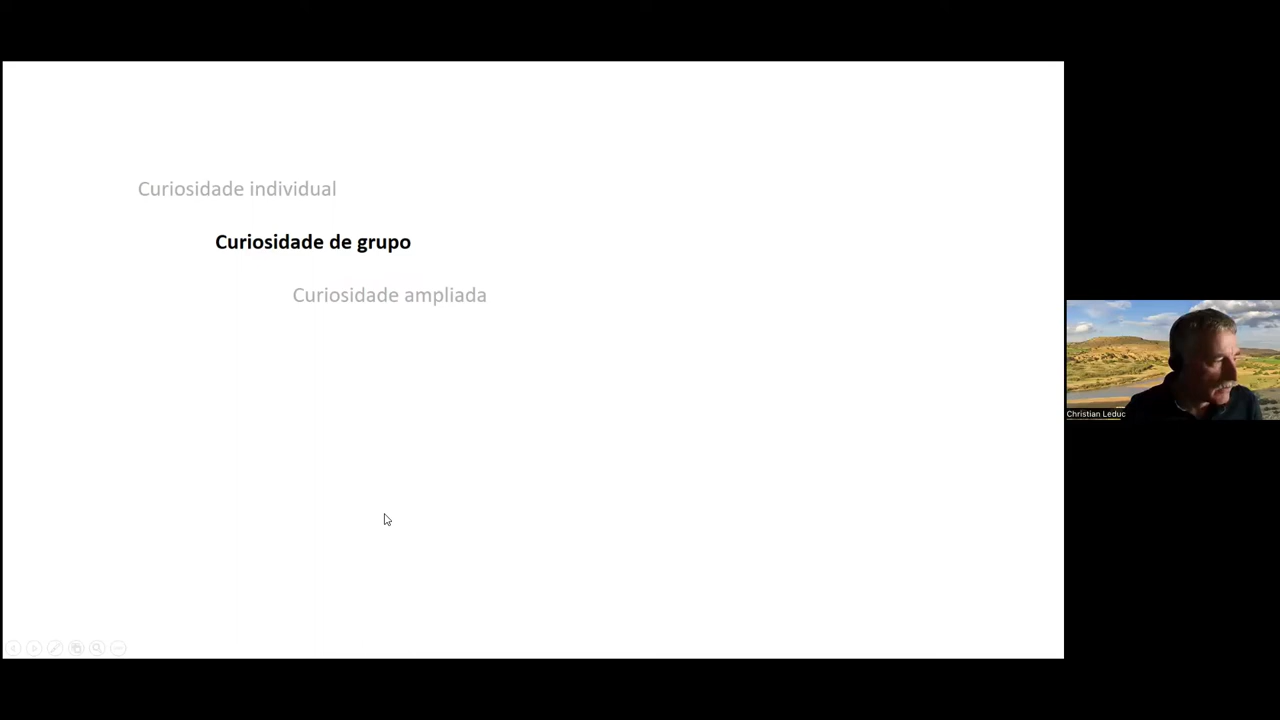 Curiosidade individual
Curiosidade de grupo
Curiosidade ampliada
Christian Leduc